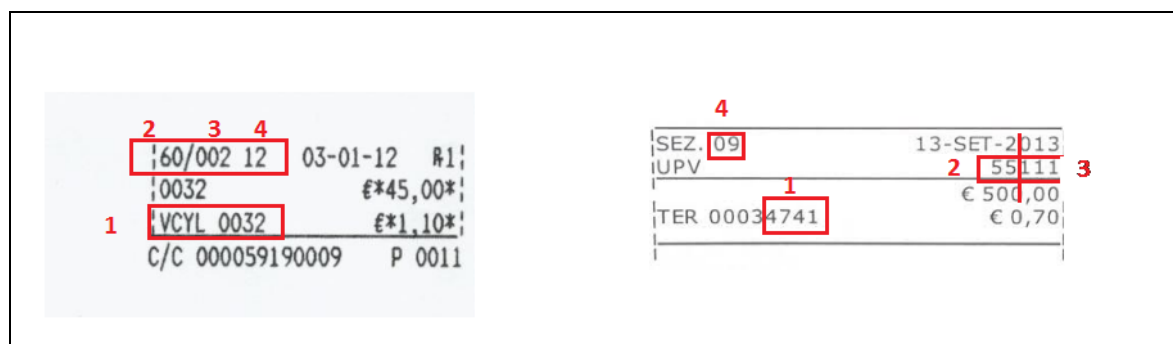 2 3 4
60/002 12 03-01-12 R1
0032 €*45,00*
1 VCYL 0032 €*1,10*
C/C 000059190009 P 0011
4
SEZ. 09 13-SET-2013
UPV 2 55111 3
€ 500,00
1
TER 00034741 € 0,70